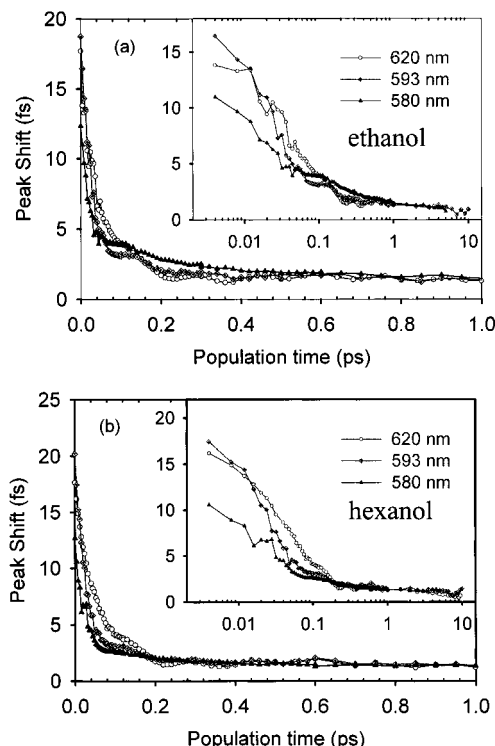 (a)
620 nm
593 nm
580 nm
ethanol
Peak Shift (fs)
20
15
10
5
0
15
10
5
0
0.01 0.1 1 10
0.0 0.2 0.4 0.6 0.8 1.0
Population time (ps)
(b)
620 nm
593 nm
580 nm
hexanol
Peak Shift (fs)
25
20
15
10
5
0
20
15
10
5
0
0.01 0.1 1 10
0.0 0.2 0.4 0.6 0.8 1.0
Population time (ps)